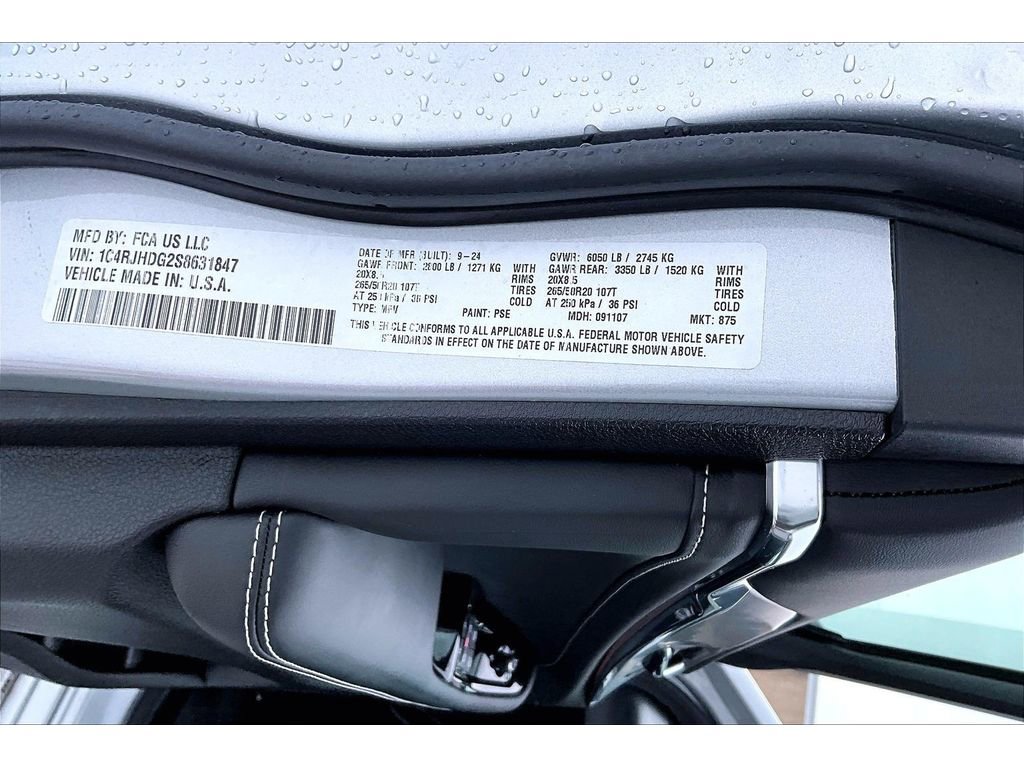 MFD BY: FCA US LLC
VIN: 1C4RJHDG2S8631847
VEHICLE MADE IN: U.S.A.
DATE OF MFR (BUILT): 9-24
GAWR FRONT: 2800 LB / 1271 KG WITH
20X8.5 RIMS
265/50R20 107T TIRES
AT 250 kPa / 36 PSI COLD
TYPE: MPV PAINT: PSE
GVWR: 6050 LB / 2745 KG
GAWR REAR: 3350 LB / 1520 KG WITH
20X8.5 RIMS
265/50R20 107T TIRES
AT 250 kPa / 36 PSI COLD
MDH: 091107 MKT: 875
THIS VEHICLE CONFORMS TO ALL APPLICABLE U.S.A. FEDERAL MOTOR VEHICLE SAFETY
STANDARDS IN EFFECT ON THE DATE OF MANUFACTURE SHOWN ABOVE.